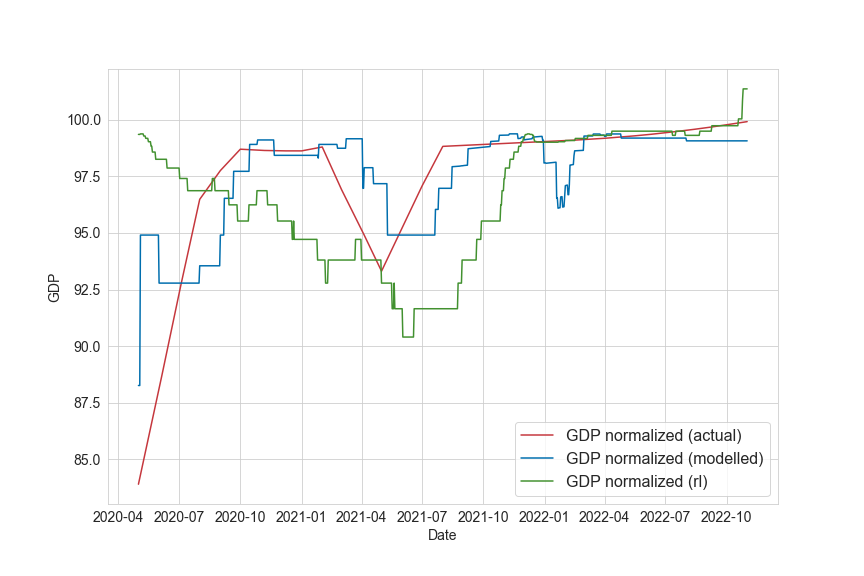 100.0
97.5
95.0
92.5
90.0
87.5
85.0
GDP
GDP normalized (actual)
GDP normalized (modelled)
GDP normalized (rl)
2020-04 2020-07 2020-10 2021-01 2021-04 2021-07 2021-10 2022-01 2022-04 2022-07 2022-10
Date